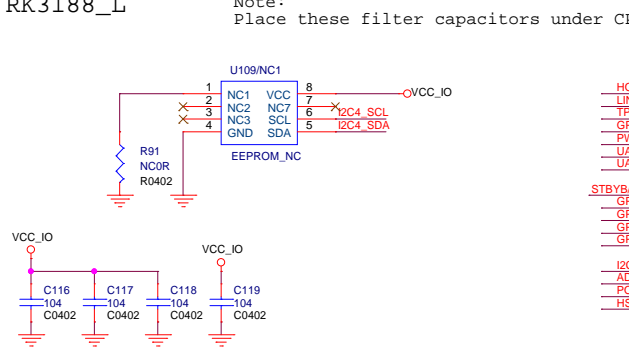 RK3188_L
Note:
Place these filter capacitors under
U109/NC1
1 NC1 VCC 8 VCC_IO
2 NC2 NC7 7
3 NC3 SCL 6 I2C4_SCL
4 GND SDA 5 I2C4_SDA
EEPROM_NC
R91
NC0R
R0402
STBYB
VCC_IO
VCC_IO
C116
104
C0402
C117
104
C0402
C118
104
C0402
C119
104
C0402